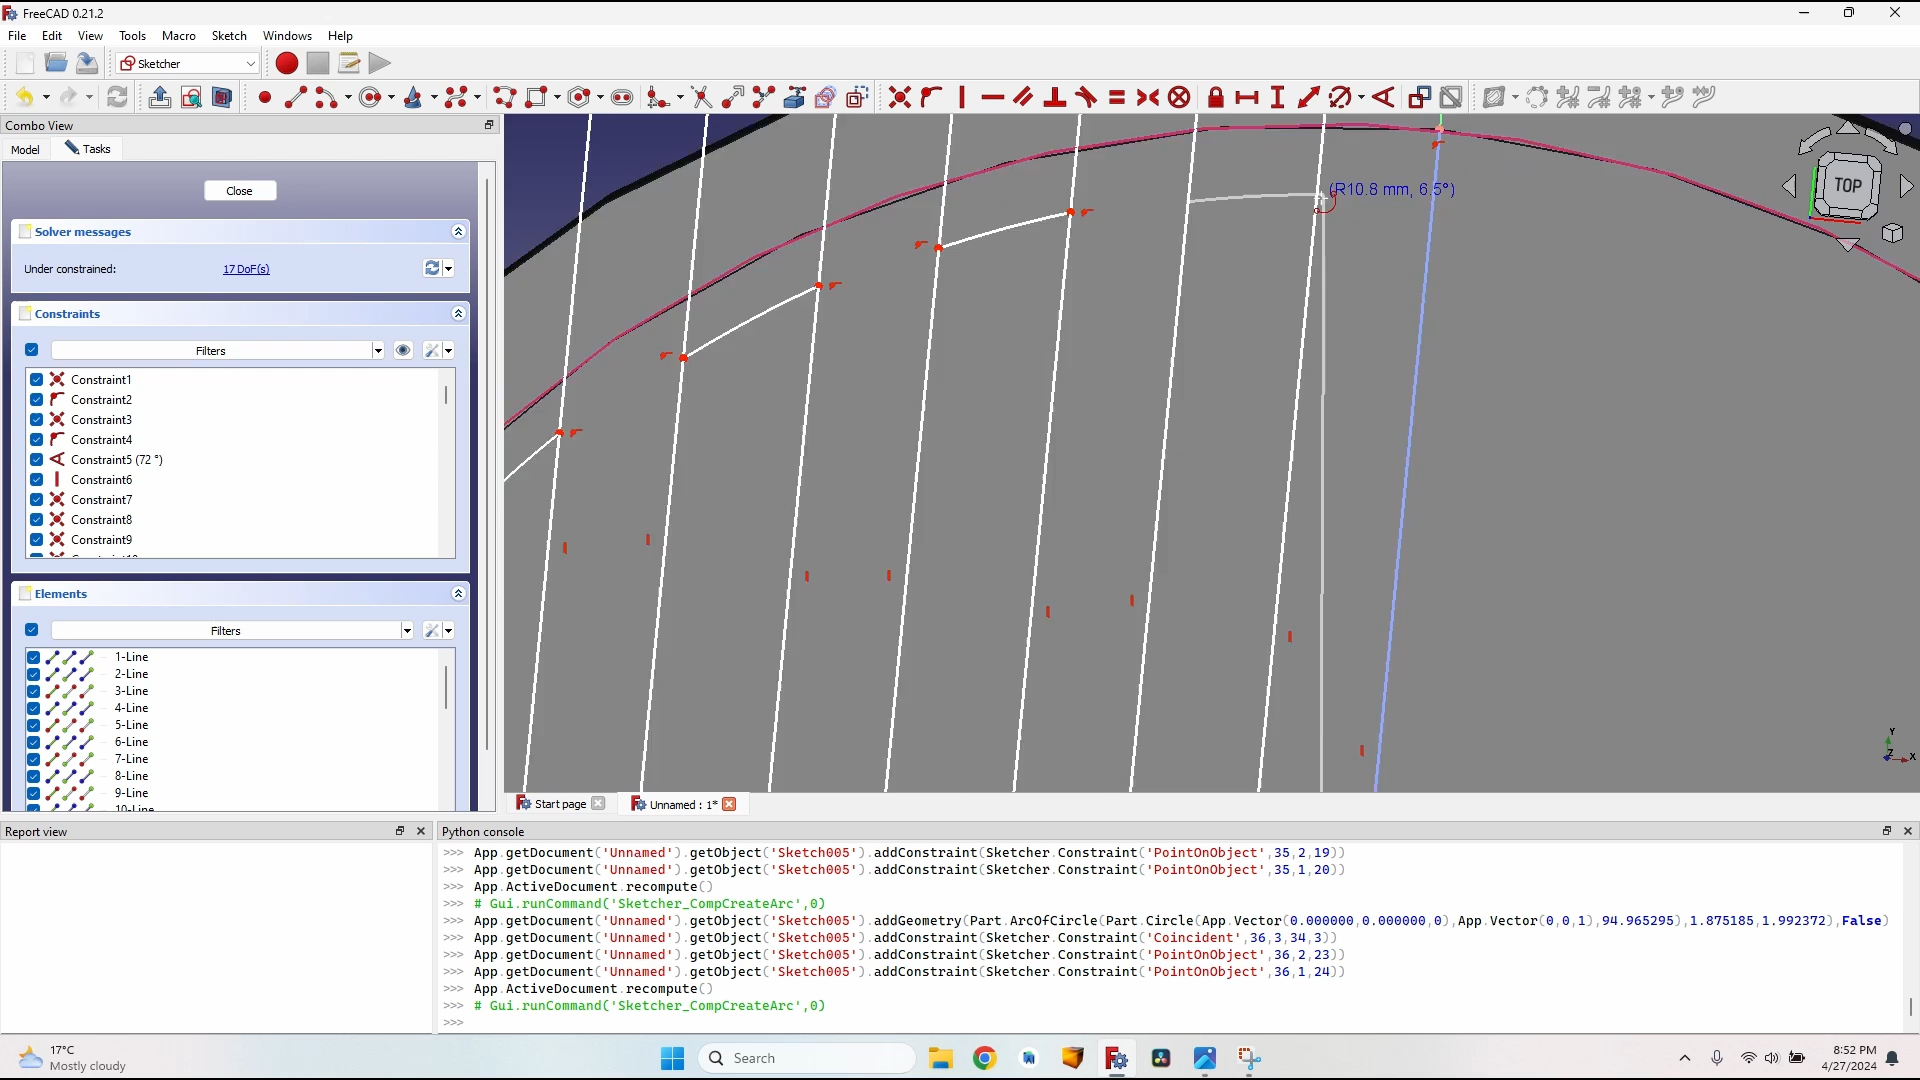 FreeCAD 0.21.2
File Edit View Tools Macro Sketch Windows Help
Sketcher
Combo View
Model Tasks
Close
Solver messages
Under constrained: 17 DoF(s)
Constraints
Filters
Constraint1
Constraint2
Constraint3
Constraint4
Constraint5 (72 °)
Constraint6
Constraint7
Constraint8
Constraint9
Elements
Filters
1-Line
2-Line
3-Line
4-Line
5-Line
6-Line
7-Line
8-Line
9-Line
10-Line
(R10.8 mm, 6.5°)
TOP
Y
Z
X
Start page
Unnamed : 1*
Report view
Python console
>>> App.getDocument('Unnamed').getObject('Sketch005').addConstraint(Sketcher.Constraint('PointOnObject',35,2,19))
>>> App.getDocument('Unnamed').getObject('Sketch005').addConstraint(Sketcher.Constraint('PointOnObject',35,1,20))
>>> App.ActiveDocument.recompute()
>>> # Gui.runCommand('Sketcher_CompCreateArc',0)
>>> App.getDocument('Unnamed').getObject('Sketch005').addGeometry(Part.ArcOfCircle(Part.Circle(App.Vector(0.000000,0.000000,0),App.Vector(0,0,1),94.965295),1.875185,1.992372),False)
>>> App.getDocument('Unnamed').getObject('Sketch005').addConstraint(Sketcher.Constraint('Coincident',36,3,34,3))
>>> App.getDocument('Unnamed').getObject('Sketch005').addConstraint(Sketcher.Constraint('PointOnObject',36,2,23))
>>> App.getDocument('Unnamed').getObject('Sketch005').addConstraint(Sketcher.Constraint('PointOnObject',36,1,24))
>>> App.ActiveDocument.recompute()
>>> # Gui.runCommand('Sketcher_CompCreateArc',0)
>>>
17°C
Mostly cloudy
Search
8:52 PM
4/27/2024